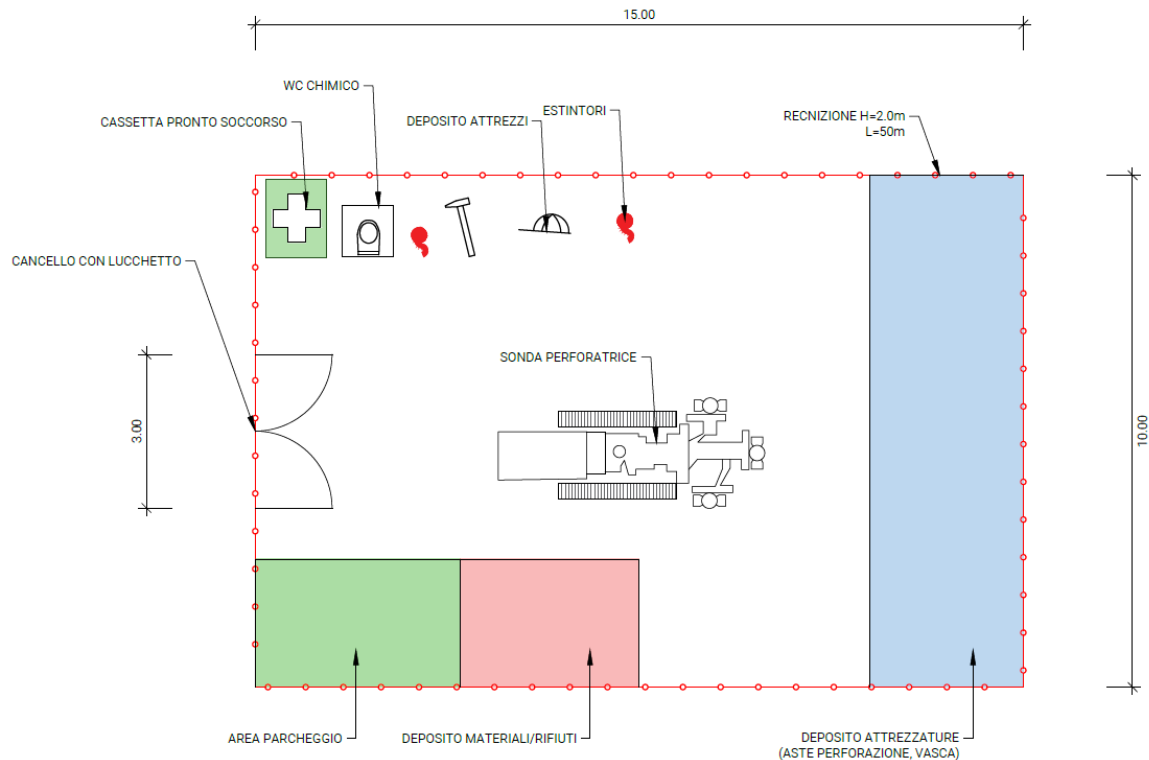 15.00
WC CHIMICO
CASSETTA PRONTO SOCCORSO
DEPOSITO ATTREZZI
ESTINTORI
RECNIZIONE H=2.0m
L=50m
CANCELLO CON LUCCHETTO
SONDA PERFORATRICE
3.00
10.00
AREA PARCHEGGIO
DEPOSITO MATERIALI/RIFIUTI
DEPOSITO ATTREZZATURE
(ASTE PERFORAZIONE, VASCA)